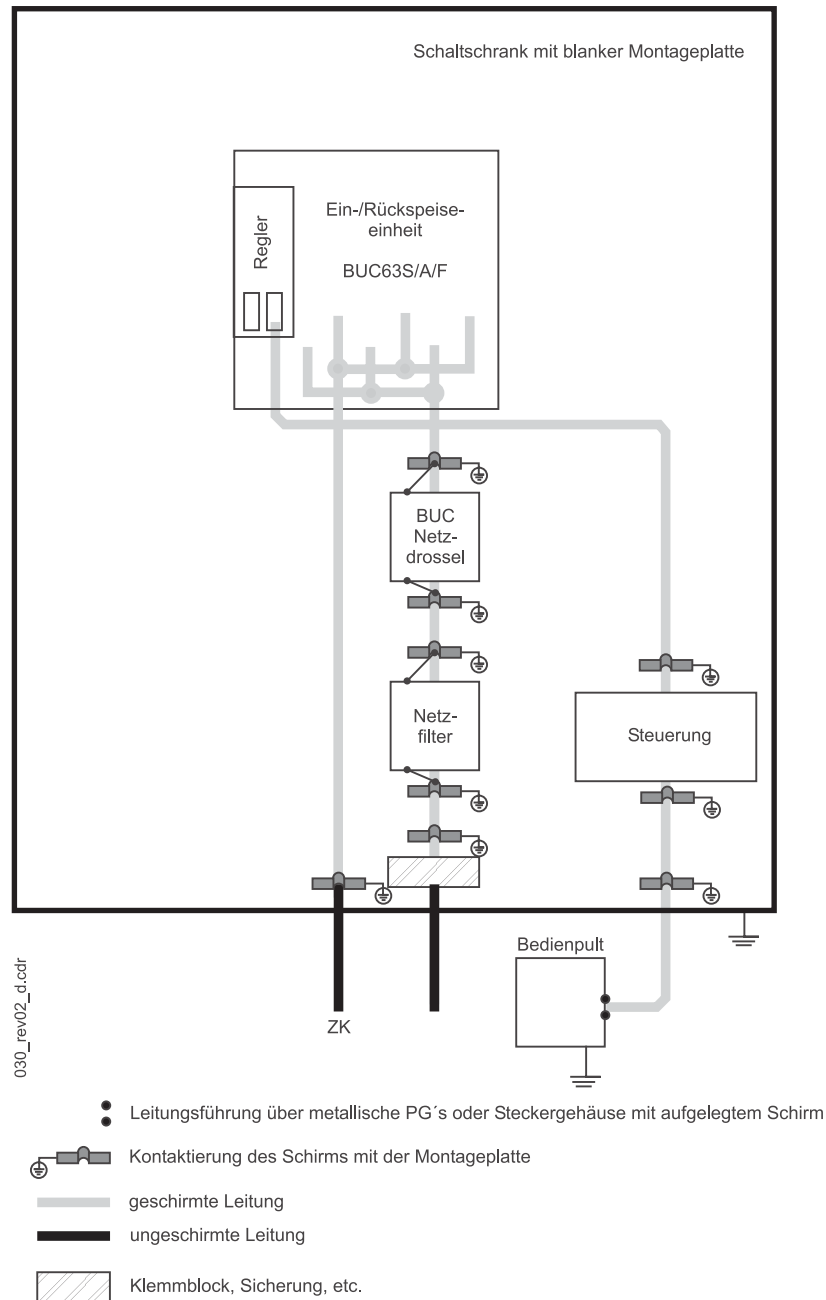 Schaltschrank mit blanker Montageplatte
Regler
Ein-/Rückspeise-
einheit
BUC63S/A/F
BUC
Netz-
drossel
Netz-
filter
Steuerung
Bedienpult
ZK
030_rev02_d.cdr
Leitungsführung über metallische PG´s oder Steckergehäuse mit aufgelegtem Schirm
Kontaktierung des Schirms mit der Montageplatte
geschirmte Leitung
ungeschirmte Leitung
Klemmblock, Sicherung, etc.